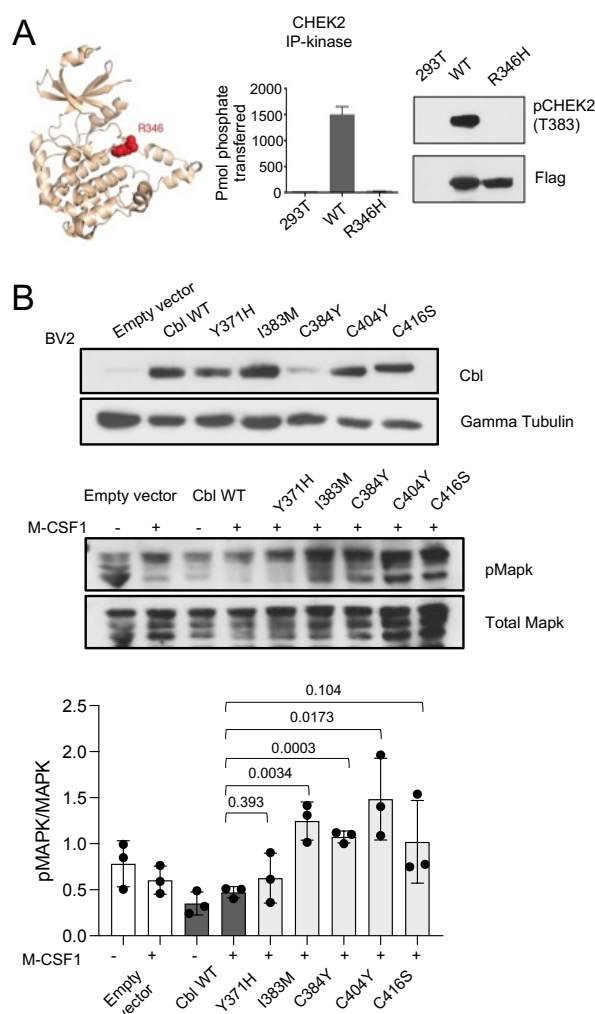 A
CHEK2
IP-kinase
R346
Pmol phosphate
transferred
2000
1500
1000
500
0
293T
WT
R346H
293T
WT
R346H
pCHEK2
(T383)
Flag
B
BV2
Empty vector
Cbl WT
Y371H
I383M
C384Y
C404Y
C416S
Cbl
Gamma Tubulin
Empty vector
Cbl WT
Y371H
I383M
C384Y
C404Y
C416S
M-CSF1 - + - + + + + + +
pMapk
Total Mapk
pMAPK/MAPK
2.5
2.0
1.5
1.0
0.5
0.0
0.104
0.0173
0.0003
0.0034
0.393
M-CSF1 - + - + + + + + +
Empty
vector
Cbl WT
Y371H
I383M
C384Y
C404Y
C416S